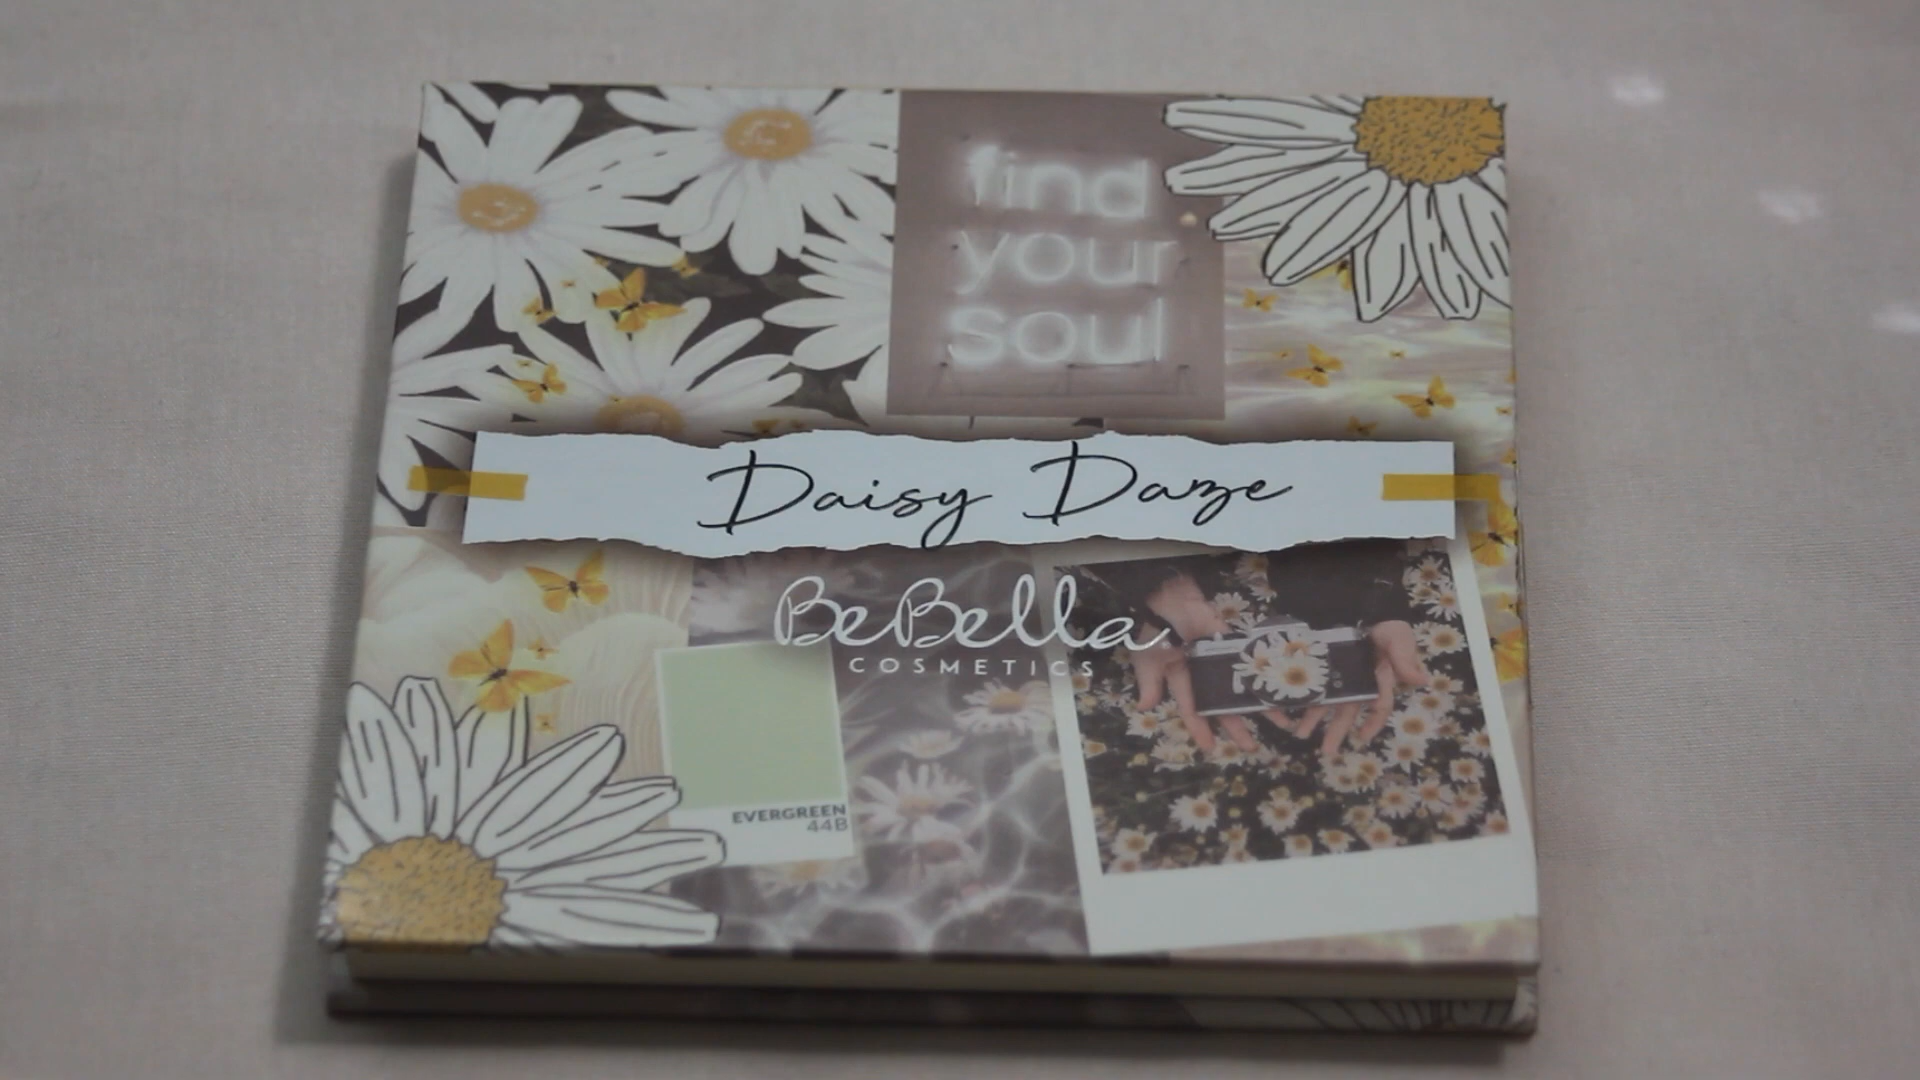 find
your
soul
Daisy Daze
BeBella
COSMETICS
EVERGREEN
44B